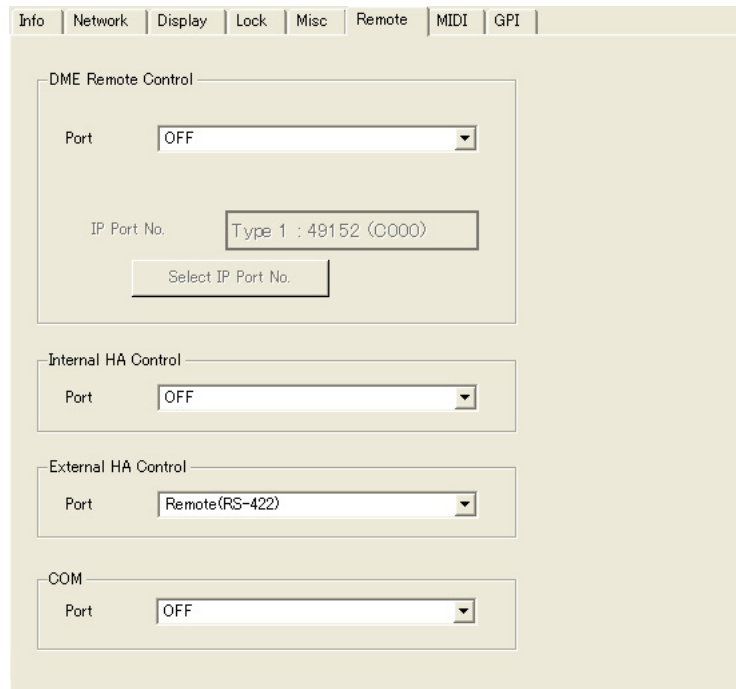 Info Network Display Lock Misc Remote MIDI GPI
DME Remote Control
Port OFF
IP Port No. Type 1 : 49152 (C000)
Select IP Port No.
Internal HA Control
Port OFF
External HA Control
Port Remote(RS-422)
COM
Port OFF